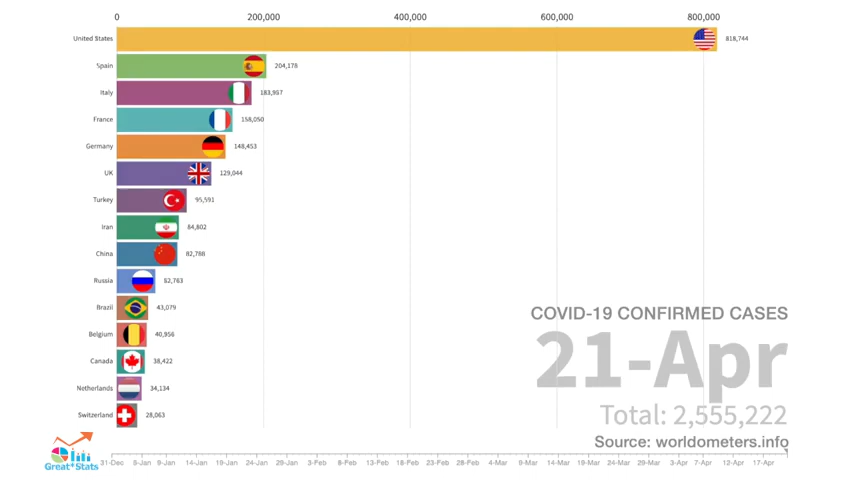 0 200,000 400,000 600,000 800,000
United States 818,744
Spain 204,178
Italy 183,957
France 158,050
Germany 148,453
UK 129,044
Turkey 95,591
Iran 84,802
China 82,788
Russia 52,763
Brazil 43,079
Belgium 40,956
Canada 38,422
Netherlands 34,134
Switzerland 28,063
COVID-19 CONFIRMED CASES
21-Apr
Total: 2,555,222
Source: worldometers.info
Great+Stats
31-Dec 5-Jan 9-Jan 14-Jan 19-Jan 24-Jan 29-Jan 3-Feb 8-Feb 13-Feb 18-Feb 23-Feb 28-Feb 4-Mar 9-Mar 14-Mar 19-Mar 24-Mar 29-Mar 3-Apr 7-Apr 12-Apr 17-Apr